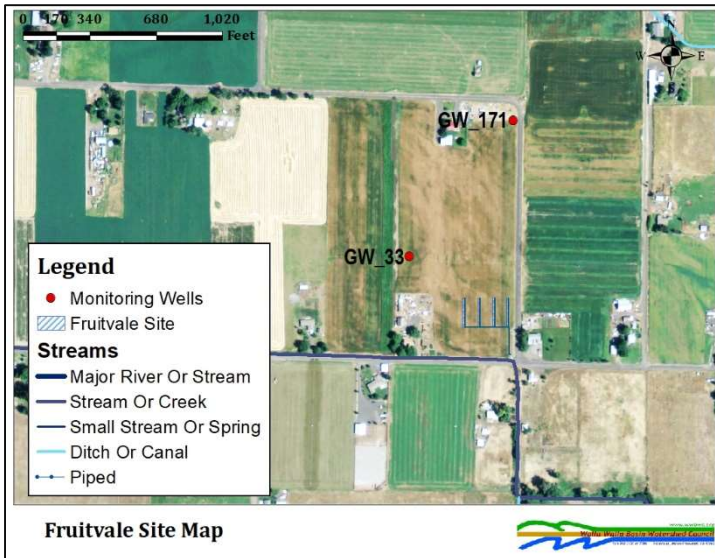 0 170 340 680 1,020
Feet
N
W E
S
GW_171
GW_33
Legend
Monitoring Wells
Fruitvale Site
Streams
Major River Or Stream
Stream Or Creek
Small Stream Or Spring
Ditch Or Canal
Piped
Fruitvale Site Map
Walla Walla Basin Watershed Council